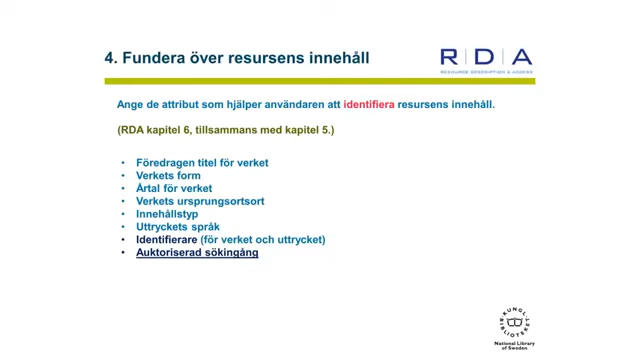 4. Fundera över resursens innehåll
R | D | A
RESOURCE DESCRIPTION & ACCESS
Ange de attribut som hjälper användaren att identifiera resursens innehåll.
(RDA kapitel 6, tillsammans med kapitel 5.)
• Föredragen titel för verket
• Verkets form
• Årtal för verket
• Verkets ursprungsortsort
• Innehållstyp
• Uttryckets språk
• Identifierare (för verket och uttrycket)
• Auktoriserad sökingång
KUNGL. BIBLIOTEKET
National Library
of Sweden